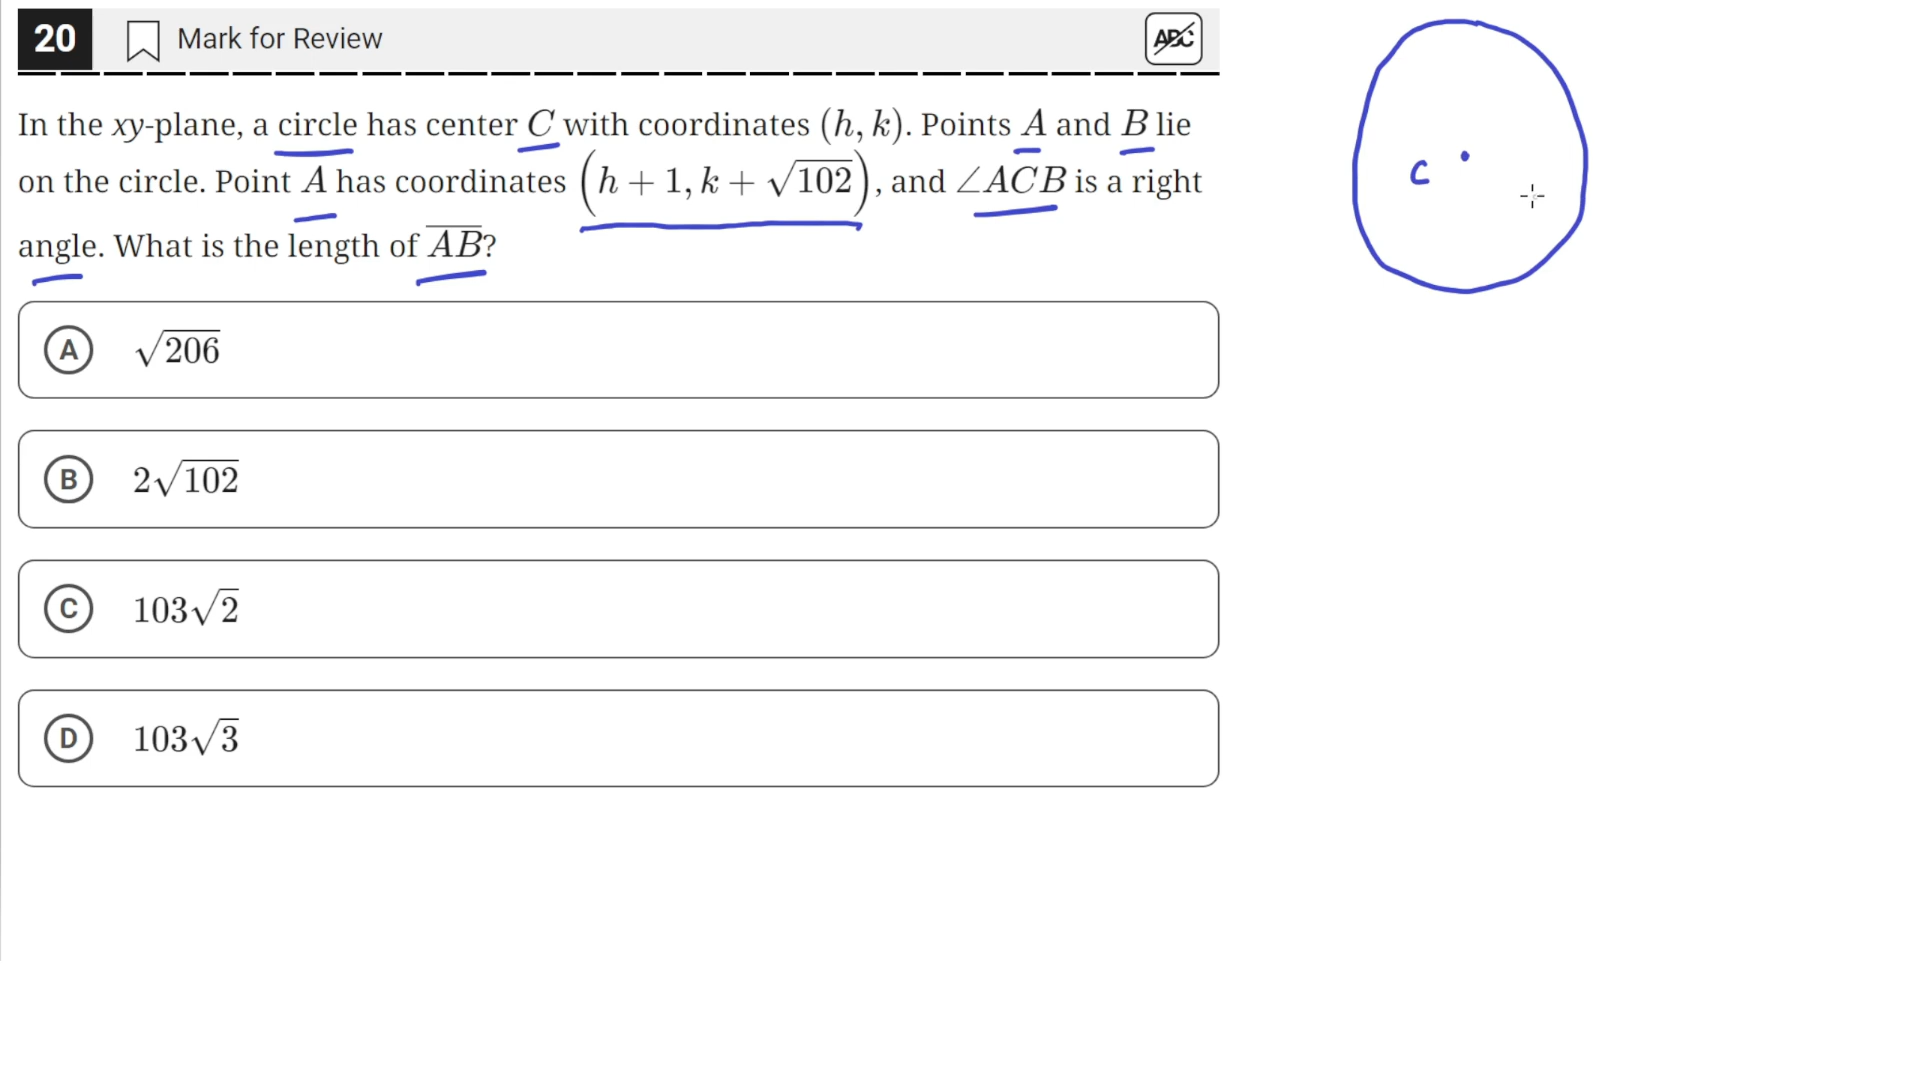 20 Mark for Review ABC
In the xy-plane, a circle has center C with coordinates (h, k). Points A and B lie
on the circle. Point A has coordinates (h + 1, k + √102), and ∠ACB is a right
angle. What is the length of AB?
A √206
B 2√102
C 103√2
D 103√3
C